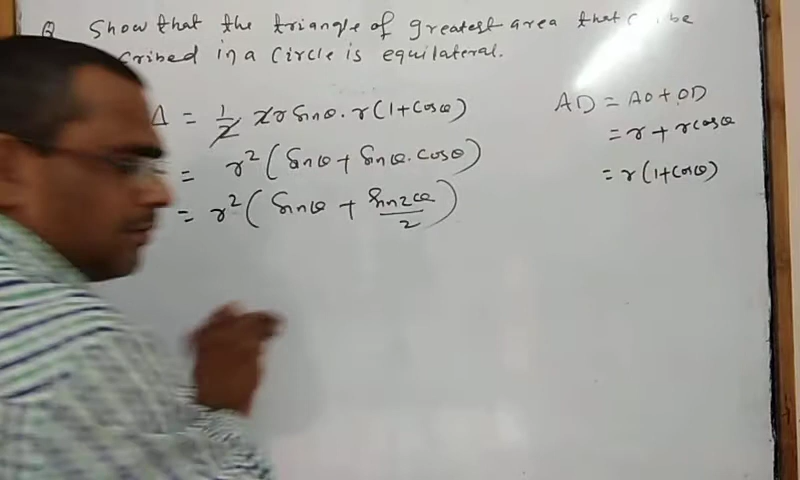 Q Show that the triangle of greatest area that be
cribed in a circle is equilateral.
Δ = 1/2 2r sinθ . r(1+cosθ)
= r² (sinθ + sinθ.cosθ)
= r² (sinθ + sin2θ/2)
AD = AO + OD
= r + r cosθ
= r(1+cosθ)